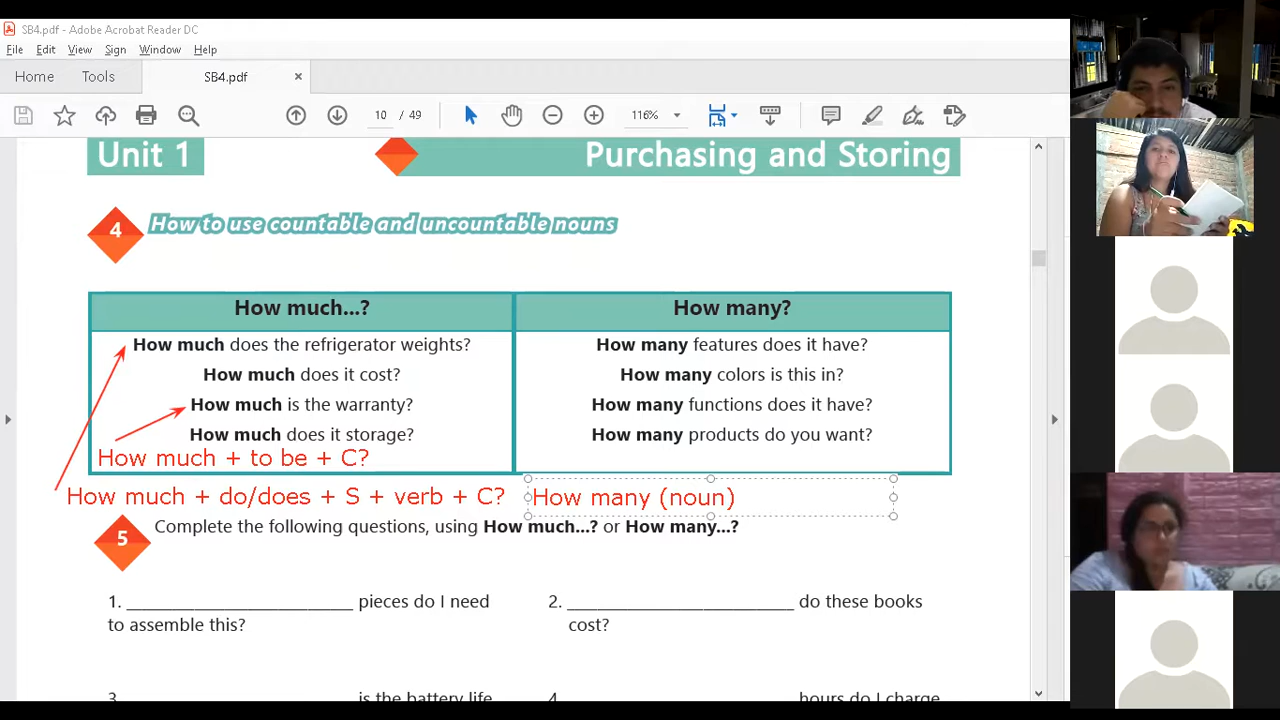 SB4.pdf - Adobe Acrobat Reader DC
File Edit View Sign Window Help
Home Tools SB4.pdf ×
10 / 49 116%
Unit 1 Purchasing and Storing
4 How to use countable and uncountable nouns
How much...? How many?
How much does the refrigerator weights? How many features does it have?
How much does it cost? How many colors is this in?
How much is the warranty? How many functions does it have?
How much does it storage? How many products do you want?
How much + to be + C?
How much + do/does + S + verb + C? How many (noun)
5 Complete the following questions, using How much...? or How many...?
1. __________________________ pieces do I need 2. __________________________ do these books
to assemble this? cost?
3. __________________________ is the battery life 4. __________________________ hours do I charge